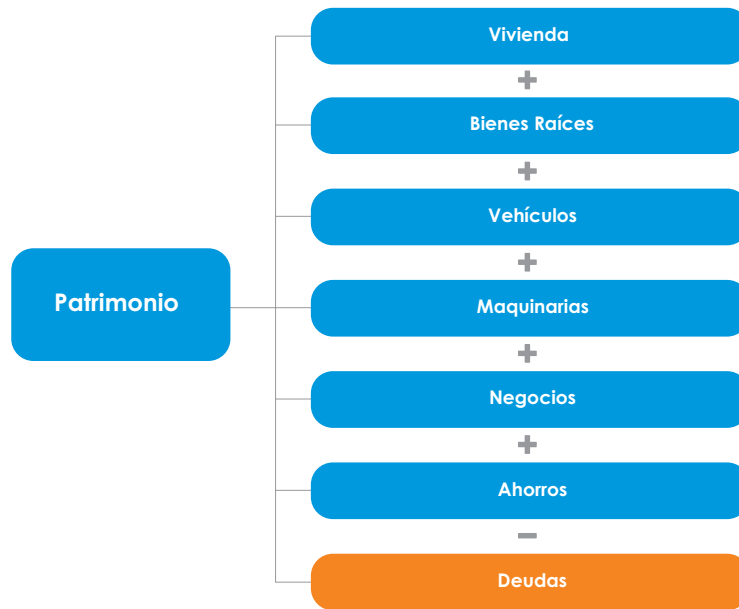 Vivienda
+
Bienes Raíces
+
Vehículos
+
Patrimonio
Maquinarias
+
Negocios
+
Ahorros
−
Deudas